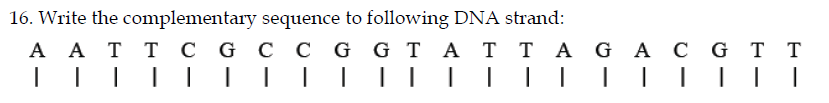 16. Write the complementary sequence to following DNA strand:
A A T T C G C C G G T A T T A G A C G T T
| | | | | | | | | | | | | | | | | | | | |